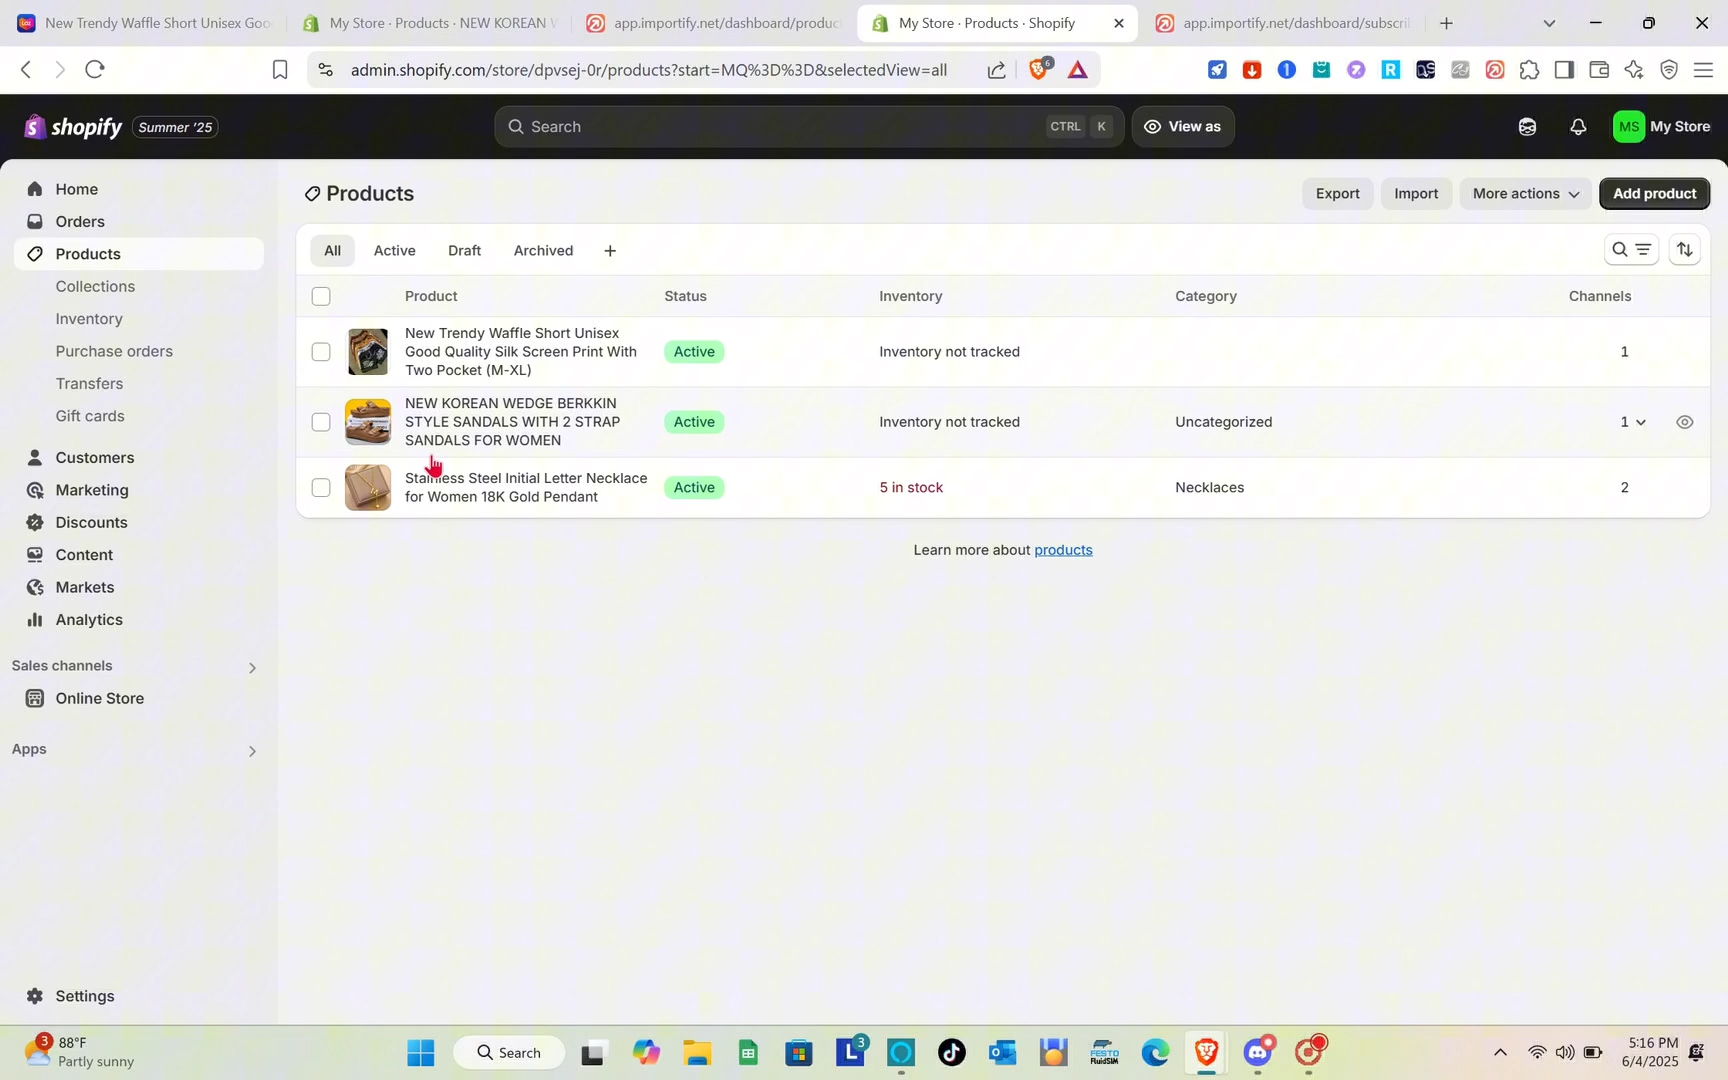 New Trendy Waffle Short Unisex Goo
My Store · Products · NEW KOREAN W
app.importify.net/dashboard/produc
My Store · Products · Shopify
app.importify.net/dashboard/subscri
admin.shopify.com/store/dpvsej-0r/products?start=MQ%3D%3D&selectedView=all
6
shopify
Summer '25
Search
CTRL K
View as
MS
My Store
Home
Orders
Products
Collections
Inventory
Purchase orders
Transfers
Gift cards
Customers
Marketing
Discounts
Content
Markets
Analytics
Sales channels
Online Store
Apps
Settings
Products
Export
Import
More actions
Add product
All
Active
Draft
Archived
Product
Status
Inventory
Category
Channels
New Trendy Waffle Short Unisex
Good Quality Silk Screen Print With
Two Pocket (M-XL)
Active
Inventory not tracked
1
NEW KOREAN WEDGE BERKKIN
STYLE SANDALS WITH 2 STRAP
SANDALS FOR WOMEN
Active
Inventory not tracked
Uncategorized
1
Stainless Steel Initial Letter Necklace
for Women 18K Gold Pendant
Active
5 in stock
Necklaces
2
Learn more about products
3
88°F
Partly sunny
Search
L
3
FESTO
FluidSIM
5:16 PM
6/4/2025